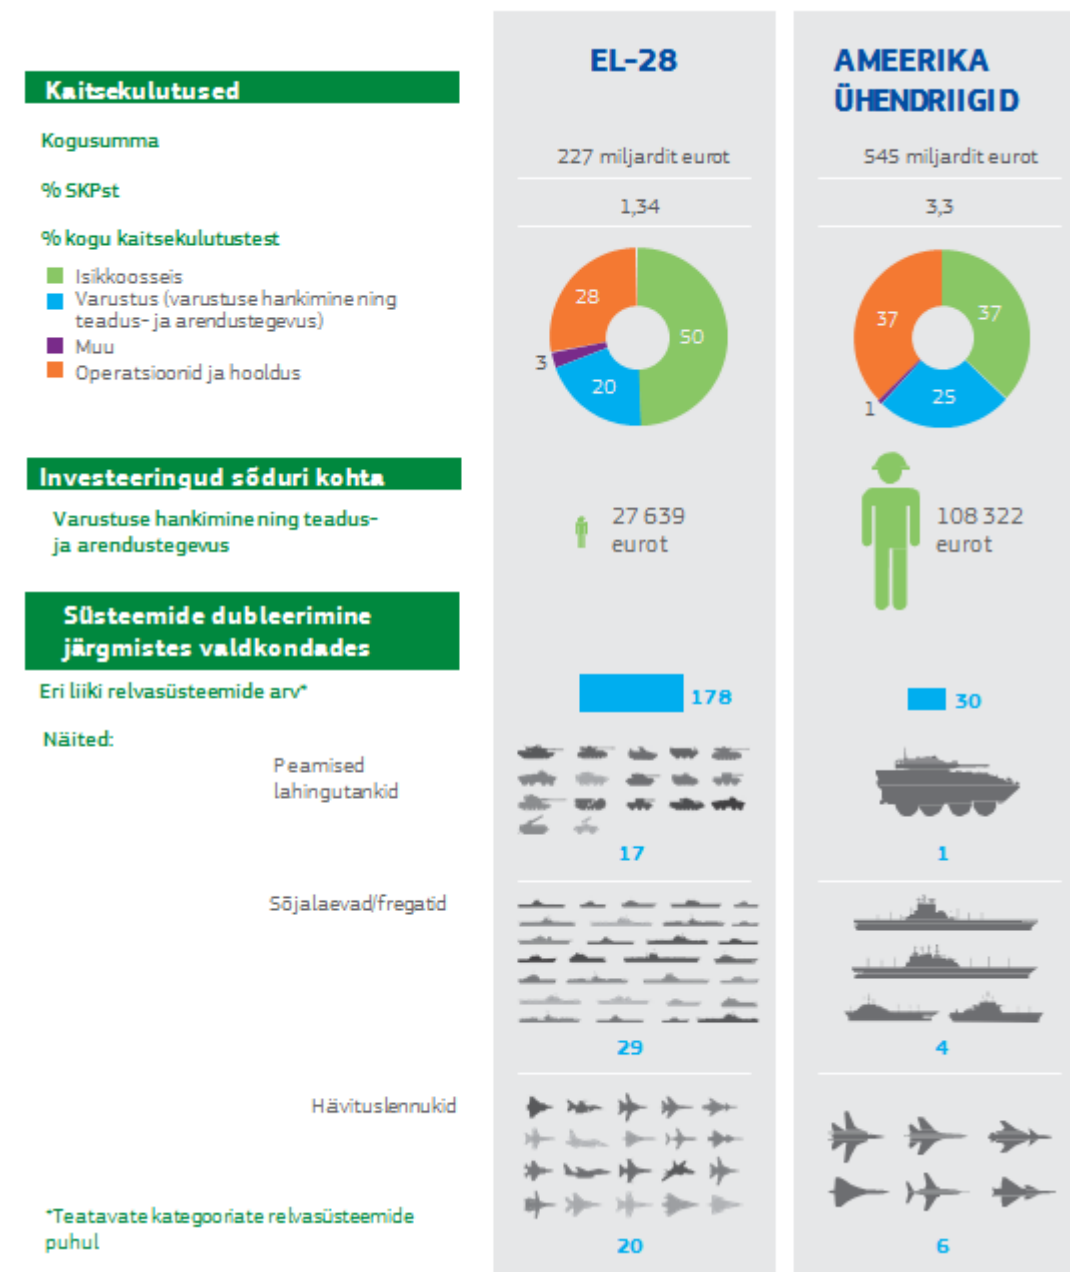 EL-28
AMEERIKA
ÜHENDRIIGID
Kaitsekulutused
Kogusumma
227 miljardit eurot
545 miljardit eurot
% SKPst
1,34
3,3
% kogu kaitsekulutustest
Isikkoosseis
Varustus (varustuse hankimine ning
teadus- ja arendustegevus)
Muu
Operatsioonid ja hooldus
28
50
3
20
37
37
1
25
Investeeringud sõduri kohta
Varustuse hankimine ning teadus-
ja arendustegevus
27 639
eurot
108 322
eurot
Süsteemide dubleerimine
järgmistes valdkondades
Eri liiki relvasüsteemide arv*
178
30
Näited:
Peamised
lahingutankid
17
1
Sõjalaevad/fregatid
29
4
Hävituslennukid
20
6
*Teatavate kategooriate relvasüsteemide
puhul